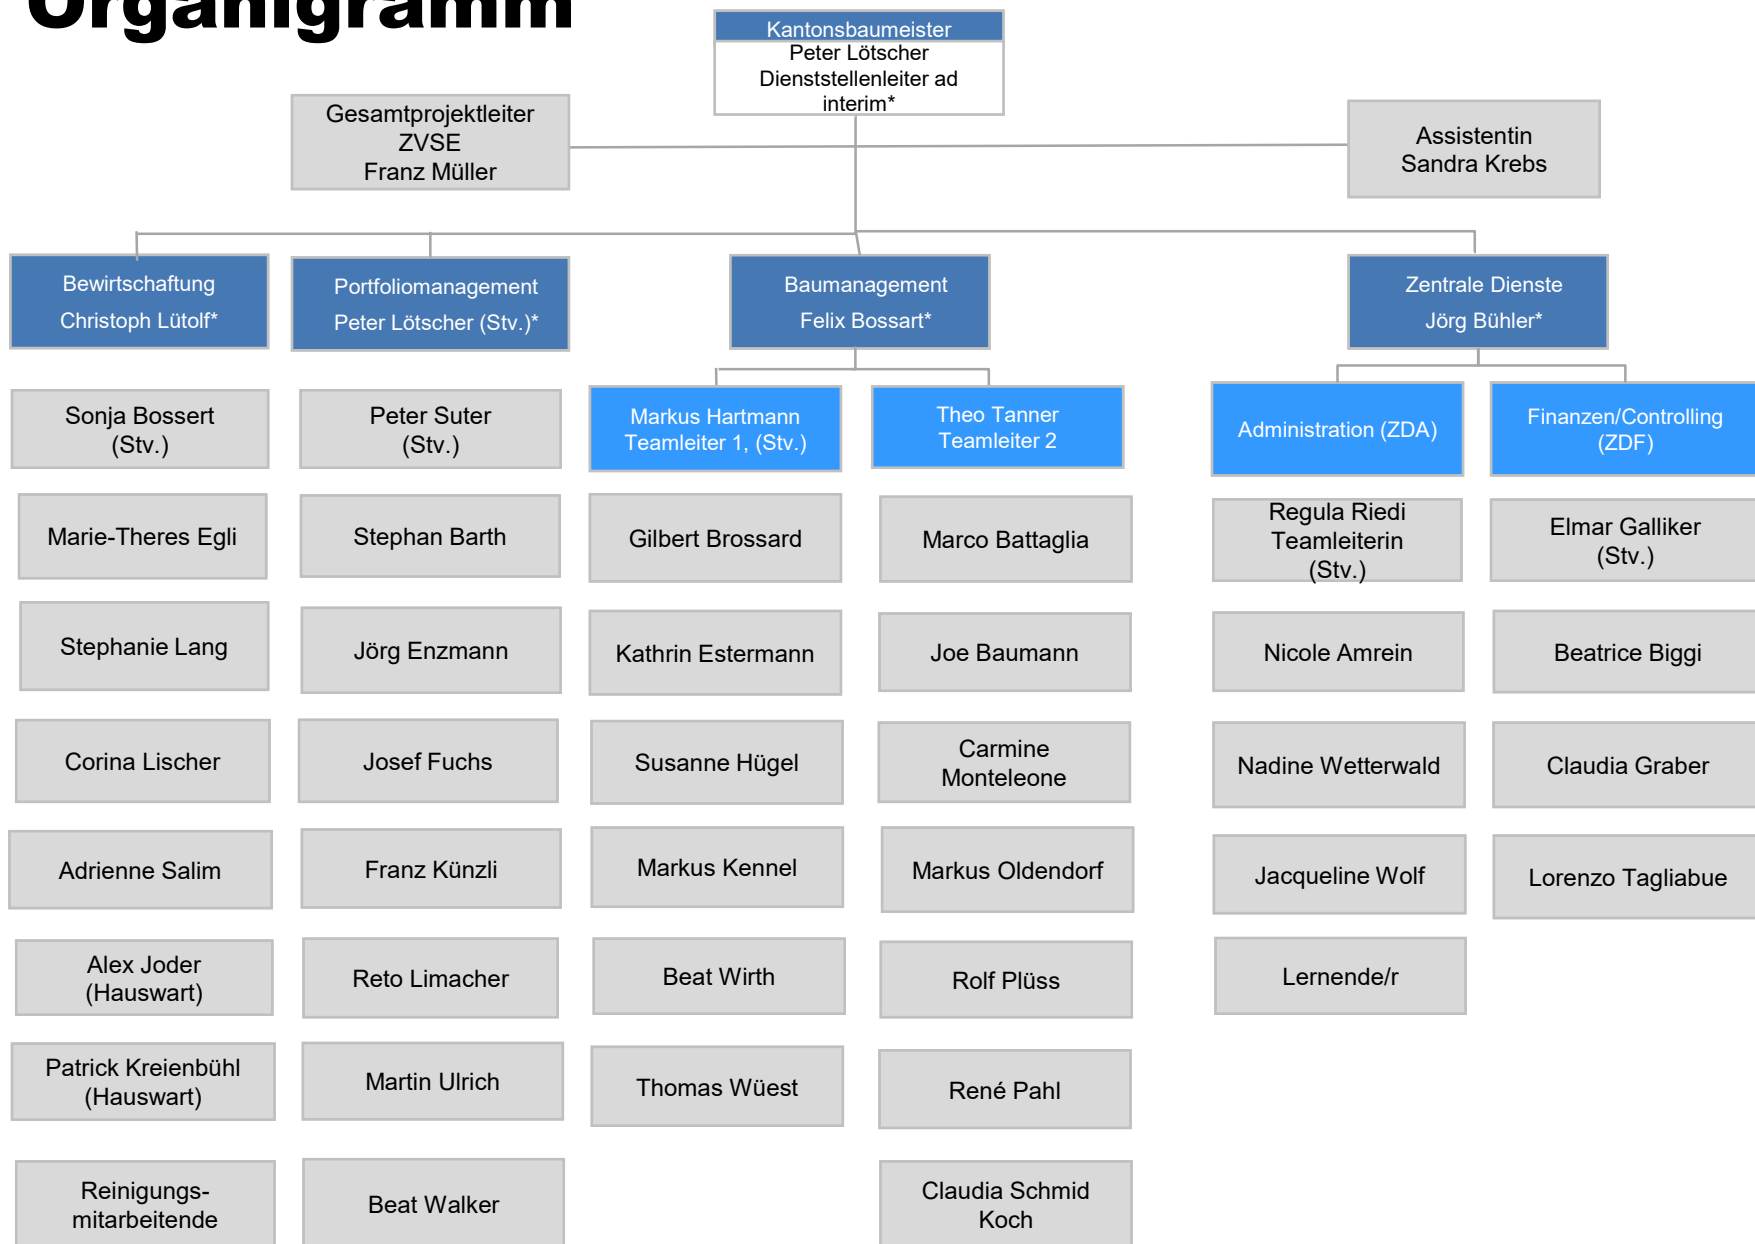 Organigramm
Kantonsbaumeister
Peter Lötscher
Dienststellenleiter ad
interim*
Gesamtprojektleiter
ZVSE
Franz Müller
Assistentin
Sandra Krebs
Bewirtschaftung
Christoph Lütolf*
Portfoliomanagement
Peter Lötscher (Stv.)*
Baumanagement
Felix Bossart*
Zentrale Dienste
Jörg Bühler*
Sonja Bossert
(Stv.)
Peter Suter
(Stv.)
Markus Hartmann
Teamleiter 1, (Stv.)
Theo Tanner
Teamleiter 2
Administration (ZDA)
Finanzen/Controlling
(ZDF)
Marie-Theres Egli
Stephan Barth
Gilbert Brossard
Marco Battaglia
Regula Riedi
Teamleiterin
(Stv.)
Elmar Galliker
(Stv.)
Stephanie Lang
Jörg Enzmann
Kathrin Estermann
Joe Baumann
Nicole Amrein
Beatrice Biggi
Corina Lischer
Josef Fuchs
Susanne Hügel
Carmine
Monteleone
Nadine Wetterwald
Claudia Graber
Adrienne Salim
Franz Künzli
Markus Kennel
Markus Oldendorf
Jacqueline Wolf
Lorenzo Tagliabue
Alex Joder
(Hauswart)
Reto Limacher
Beat Wirth
Rolf Plüss
Lernende/r
Patrick Kreienbühl
(Hauswart)
Martin Ulrich
Thomas Wüest
René Pahl
Reinigungs-
mitarbeitende
Beat Walker
Claudia Schmid
Koch